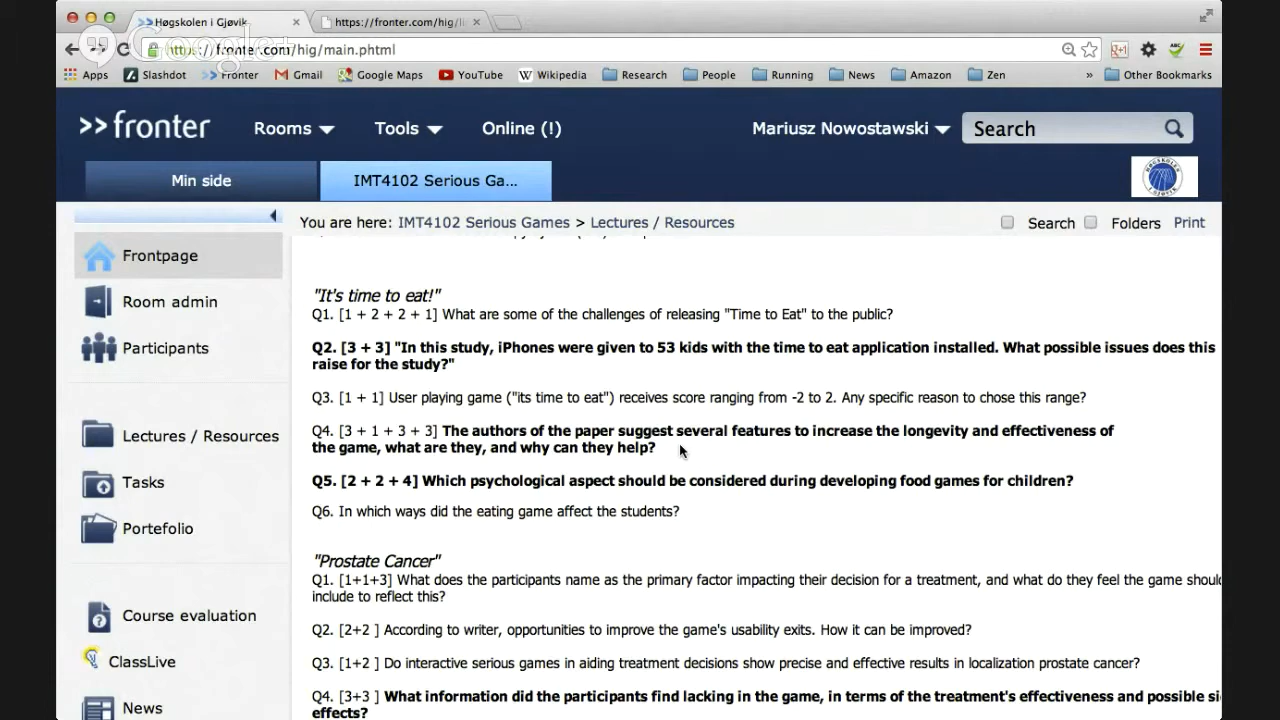 Høgskolen i Gjøvik
https://fronter.com/hig/
Google+
https://fronter.com/hig/main.phtml
Apps Slashdot Fronter Gmail Google Maps YouTube Wikipedia Research People Running News Amazon Zen » Other Bookmarks
>>fronter Rooms Tools Online (!) Mariusz Nowostawski Search
Min side IMT4102 Serious Ga...
You are here: IMT4102 Serious Games > Lectures / Resources Search Folders Print
Frontpage
Room admin
Participants
Lectures / Resources
Tasks
Portefolio
Course evaluation
ClassLive
News
"It's time to eat!"
Q1. [1 + 2 + 2 + 1] What are some of the challenges of releasing "Time to Eat" to the public?
Q2. [3 + 3] "In this study, iPhones were given to 53 kids with the time to eat application installed. What possible issues does this
raise for the study?"
Q3. [1 + 1] User playing game ("its time to eat") receives score ranging from -2 to 2. Any specific reason to chose this range?
Q4. [3 + 1 + 3 + 3] The authors of the paper suggest several features to increase the longevity and effectiveness of
the game, what are they, and why can they help?
Q5. [2 + 2 + 4] Which psychological aspect should be considered during developing food games for children?
Q6. In which ways did the eating game affect the students?
"Prostate Cancer"
Q1. [1+1+3] What does the participants name as the primary factor impacting their decision for a treatment, and what do they feel the game shoul
include to reflect this?
Q2. [2+2 ] According to writer, opportunities to improve the game's usability exits. How it can be improved?
Q3. [1+2 ] Do interactive serious games in aiding treatment decisions show precise and effective results in localization prostate cancer?
Q4. [3+3 ] What information did the participants find lacking in the game, in terms of the treatment's effectiveness and possible si
effects?